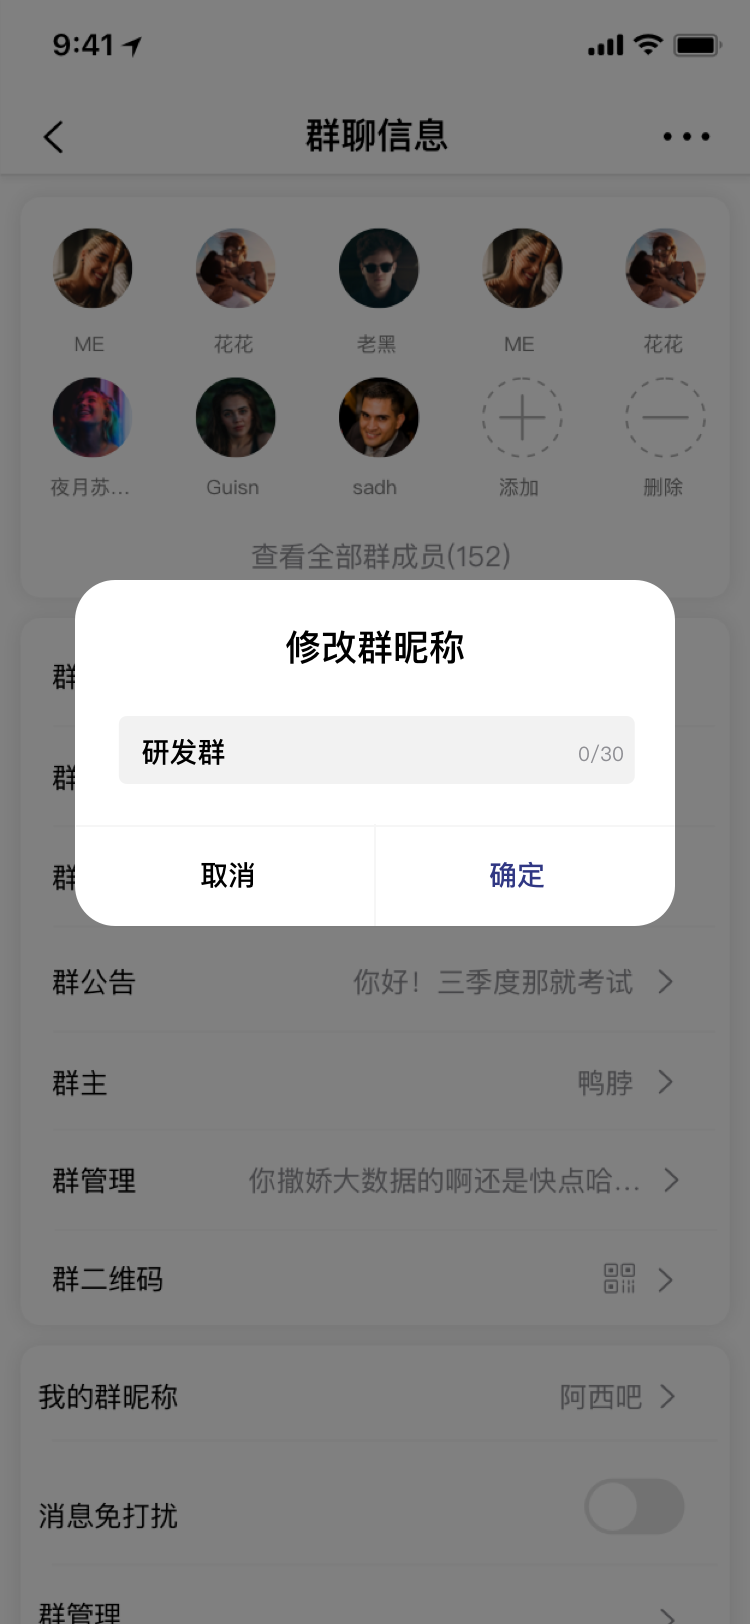 9:41
群聊信息
ME 花花 老黑 ME 花花
夜月苏... Guisn sadh 添加 删除
查看全部群成员(152)
群
修改群昵称
研发群 0/30
群
群
取消 确定
群公告 你好！三季度那就考试
群主 鸭脖
群管理 你撒娇大数据的啊还是快点哈...
群二维码
我的群昵称 阿西吧
消息免打扰
群管理